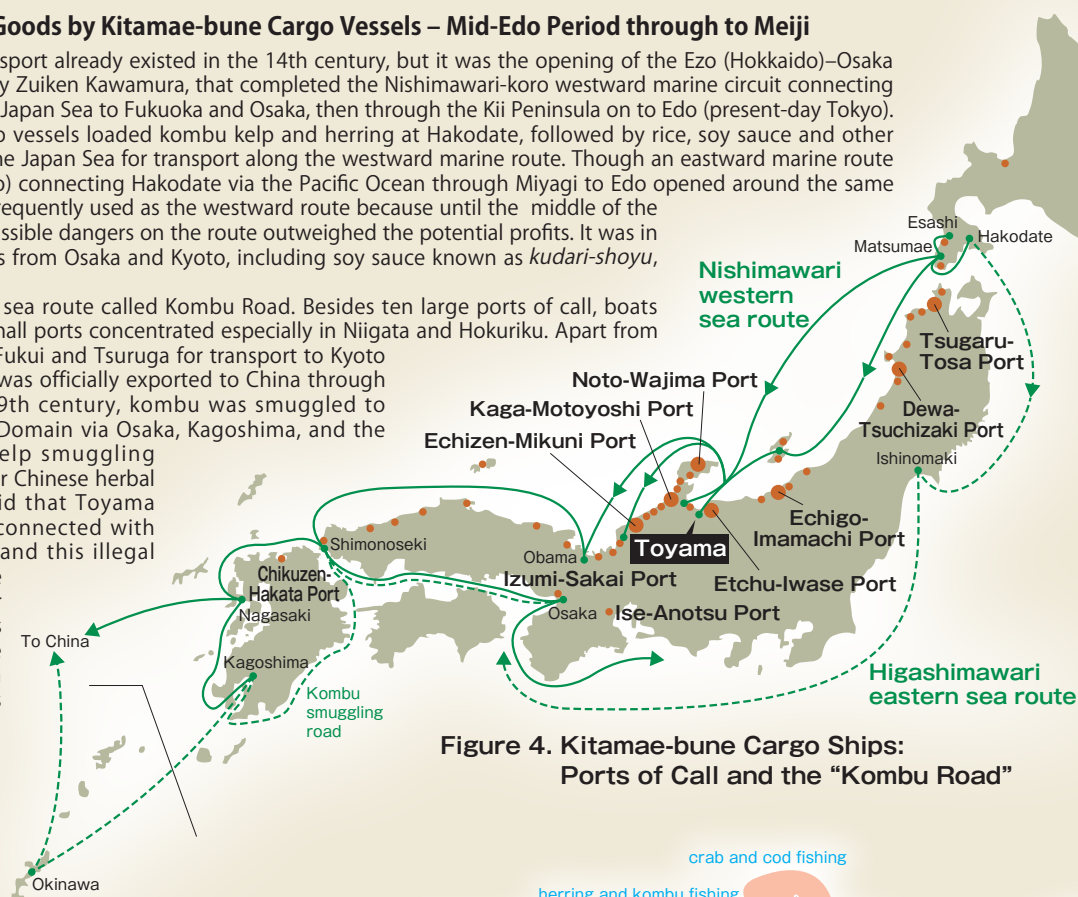 Goods by Kitamae-bune Cargo Vessels – Mid-Edo Period through to Meiji
sport already existed in the 14th century, but it was the opening of the Ezo (Hokkaido)–Osaka
y Zuiken Kawamura, that completed the Nishimawari-koro westward marine circuit connecting
Japan Sea to Fukuoka and Osaka, then through the Kii Peninsula on to Edo (present-day Tokyo).
o vessels loaded kombu kelp and herring at Hakodate, followed by rice, soy sauce and other
he Japan Sea for transport along the westward marine route. Though an eastward marine route
o) connecting Hakodate via the Pacific Ocean through Miyagi to Edo opened around the same
requently used as the westward route because until the middle of the
ssible dangers on the route outweighed the potential profits. It was in
s from Osaka and Kyoto, including soy sauce known as kudari-shoyu,
sea route called Kombu Road. Besides ten large ports of call, boats
mall ports concentrated especially in Niigata and Hokuriku. Apart from
Fukui and Tsuruga for transport to Kyoto
was officially exported to China through
9th century, kombu was smuggled to
Domain via Osaka, Kagoshima, and the
elp smuggling
r Chinese herbal
id that Toyama
connected with
and this illegal
Esashi
Matsumae
Hakodate
Nishimawari
western
sea route
Tsugaru-
Tosa Port
Dewa-
Tsuchizaki Port
Ishinomaki
Noto-Wajima Port
Kaga-Motoyoshi Port
Echizen-Mikuni Port
Echigo-
Imamachi Port
Toyama
Etchu-Iwase Port
Obama
Izumi-Sakai Port
Osaka
Ise-Anotsu Port
Shimonoseki
Chikuzen-
Hakata Port
Nagasaki
To China
Kagoshima
Kombu
smuggling
road
Higashimawari
eastern sea route
Okinawa
Figure 4. Kitamae-bune Cargo Ships:
Ports of Call and the “Kombu Road”
crab and cod fishing
herring and kombu fishing